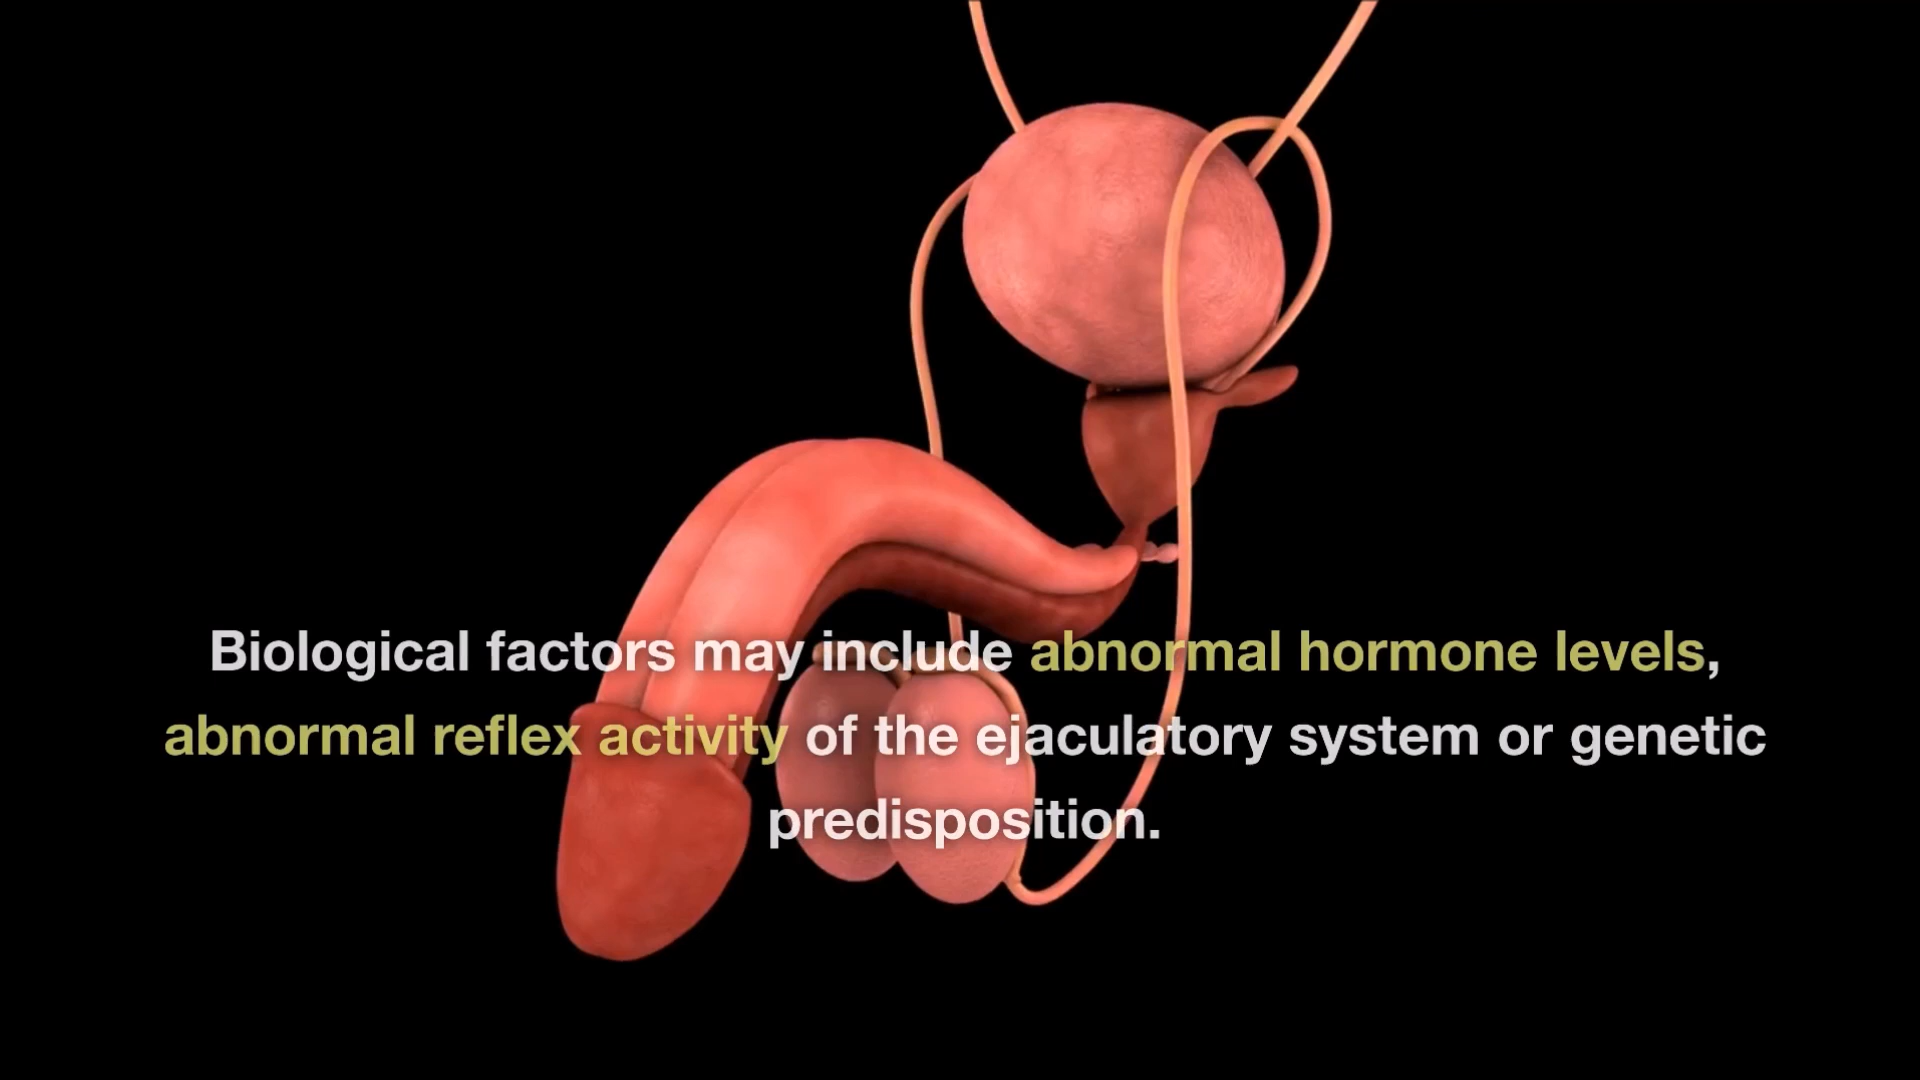 Biological factors may include abnormal hormone levels,
abnormal reflex activity of the ejaculatory system or genetic
predisposition.